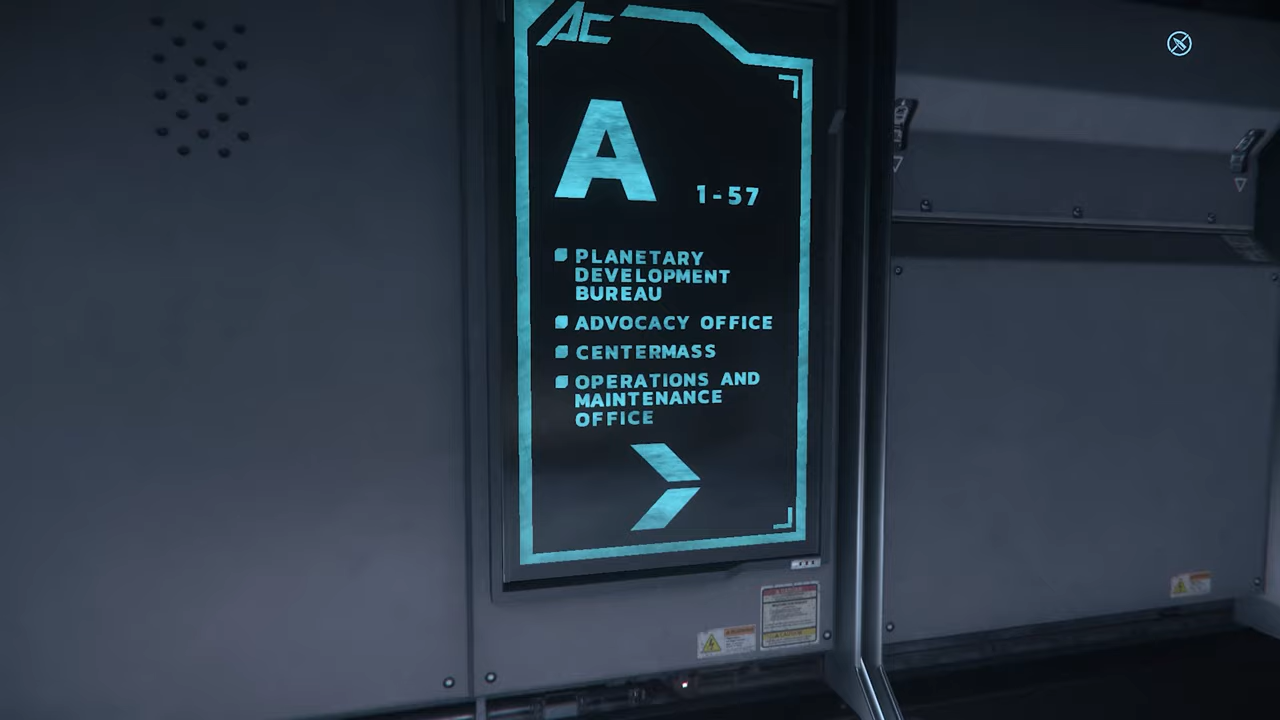 AC
A
1-57
PLANETARY
DEVELOPMENT
BUREAU
ADVOCACY OFFICE
CENTERMASS
OPERATIONS AND
MAINTENANCE
OFFICE